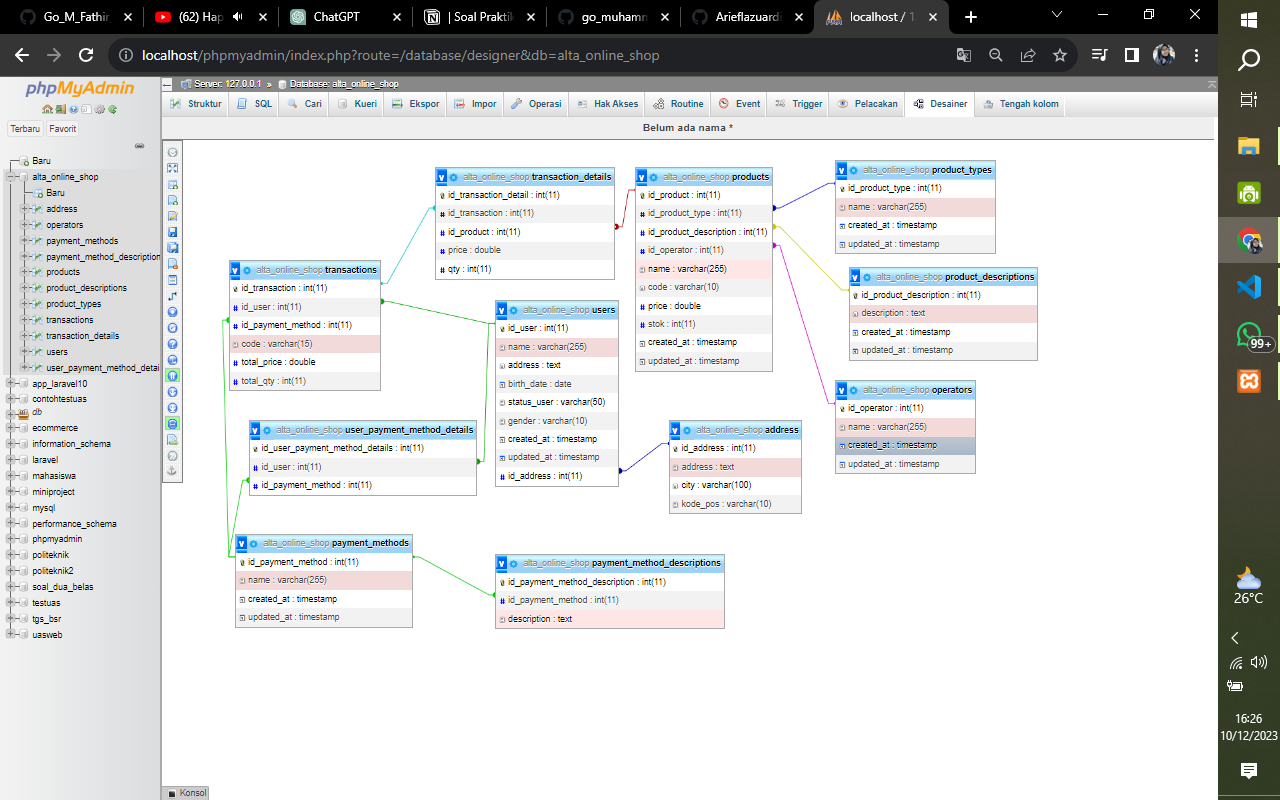 Go_M_Fathir
(62) Hap
ChatGPT
| Soal Praktik
go_muhamm
Arieflazuardi
localhost / 1
localhost/phpmyadmin/index.php?route=/database/designer&db=alta_online_shop
phpMyAdmin
Terbaru
Favorit
Baru
alta_online_shop
Baru
address
operators
payment_methods
payment_method_description
products
product_descriptions
product_types
transactions
transaction_details
users
user_payment_method_detai
app_laravel10
contohtestuas
db
ecommerce
information_schema
laravel
mahasiswa
miniproject
mysql
performance_schema
phpmyadmin
politeknik
politeknik2
soal_dua_belas
testuas
tgs_bsr
uasweb
Server: 127.0.0.1 » Database: alta_online_shop
Struktur
SQL
Cari
Kueri
Ekspor
Impor
Operasi
Hak Akses
Routine
Event
Trigger
Pelacakan
Desainer
Tengah kolom
Belum ada nama *
v alta_online_shop transaction_details
id_transaction_detail : int(11)
# id_transaction : int(11)
# id_product : int(11)
# price : double
# qty : int(11)
v alta_online_shop products
id_product : int(11)
# id_product_type : int(11)
# id_product_description : int(11)
# id_operator : int(11)
name : varchar(255)
code : varchar(10)
# price : double
# stok : int(11)
created_at : timestamp
updated_at : timestamp
v alta_online_shop product_types
id_product_type : int(11)
name : varchar(255)
created_at : timestamp
updated_at : timestamp
v alta_online_shop product_descriptions
id_product_description : int(11)
description : text
created_at : timestamp
updated_at : timestamp
v alta_online_shop operators
id_operator : int(11)
name : varchar(255)
created_at : timestamp
updated_at : timestamp
v alta_online_shop transactions
id_transaction : int(11)
# id_user : int(11)
# id_payment_method : int(11)
code : varchar(15)
# total_price : double
# total_qty : int(11)
v alta_online_shop users
id_user : int(11)
name : varchar(255)
address : text
birth_date : date
status_user : varchar(50)
gender : varchar(10)
created_at : timestamp
updated_at : timestamp
# id_address : int(11)
v alta_online_shop user_payment_method_details
id_user_payment_method_details : int(11)
# id_user : int(11)
# id_payment_method : int(11)
v alta_online_shop address
id_address : int(11)
address : text
city : varchar(100)
kode_pos : varchar(10)
v alta_online_shop payment_methods
id_payment_method : int(11)
name : varchar(255)
created_at : timestamp
updated_at : timestamp
v alta_online_shop payment_method_descriptions
id_payment_method_description : int(11)
# id_payment_method : int(11)
description : text
Konsol
99+
26°C
16:26
10/12/2023